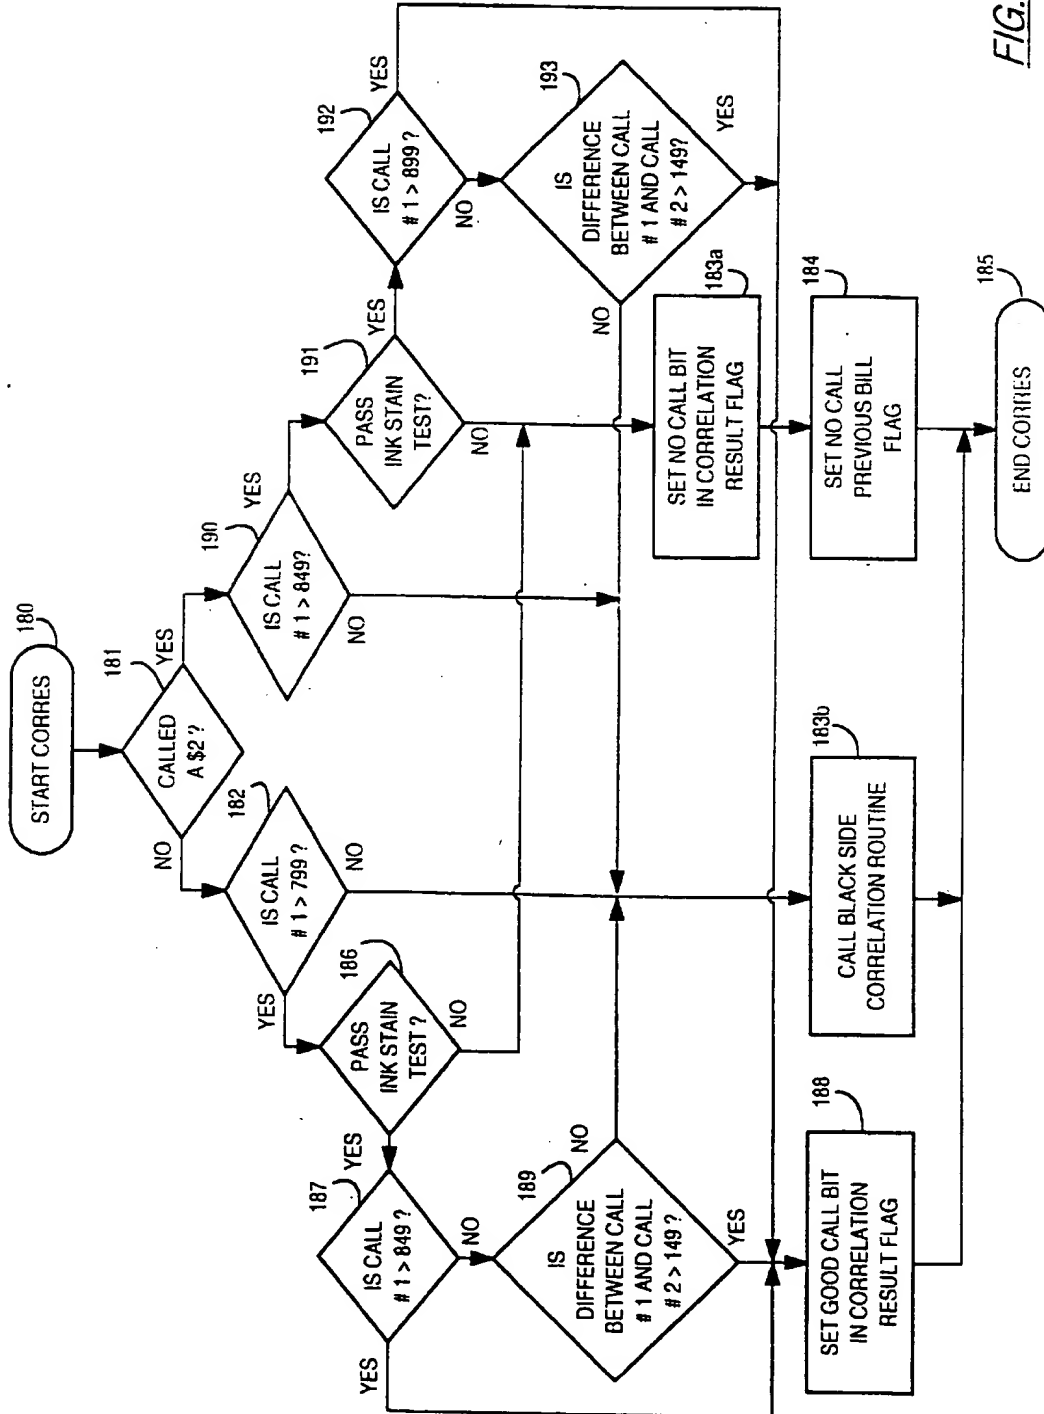 START CORRES
180
CALLED
A $2 ?
181
YES
NO
IS CALL
# 1 > 799 ?
182
YES
NO
IS CALL
# 1 > 849?
190
YES
NO
PASS
INK STAIN
TEST ?
186
YES
NO
PASS
INK STAIN
TEST?
191
YES
NO
IS CALL
# 1 > 849 ?
187
YES
NO
IS CALL
# 1 > 899 ?
192
YES
NO
IS
DIFFERENCE
BETWEEN CALL
# 1 AND CALL
# 2 > 149 ?
189
NO
YES
IS
DIFFERENCE
BETWEEN CALL
# 1 AND CALL
# 2 > 149?
193
NO
YES
SET NO CALL BIT
IN CORRELATION
RESULT FLAG
183a
SET GOOD CALL BIT
IN CORRELATION
RESULT FLAG
188
CALL BLACK SIDE
CORRELATION ROUTINE
183b
SET NO CALL
PREVIOUS BILL
FLAG
184
END CORRES
185
FIG.